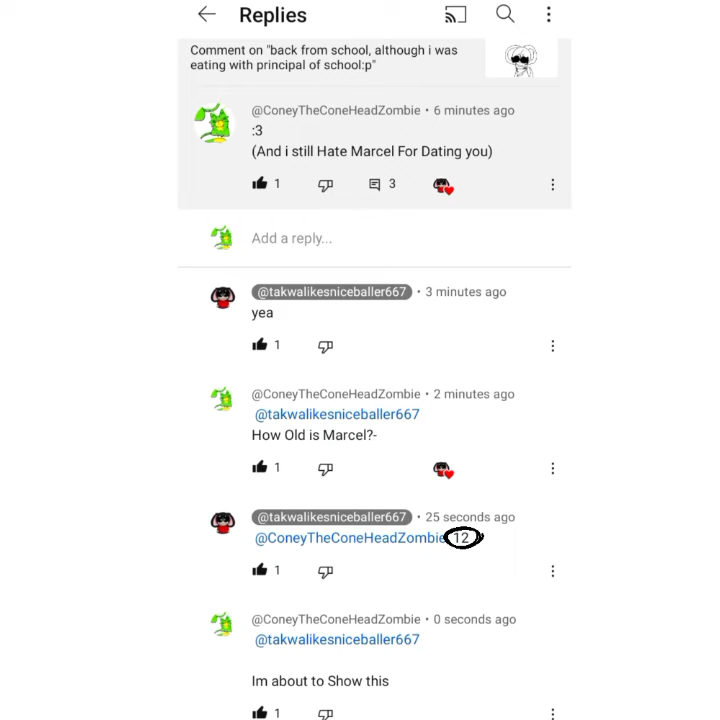 Replies
Comment on "back from school, although i was
eating with principal of school:p"
@ConeyTheConeHeadZombie • 6 minutes ago
:3
(And i still Hate Marcel For Dating you)
1 3
Add a reply...
@takwalikesniceballer667 • 3 minutes ago
yea
1
@ConeyTheConeHeadZombie • 2 minutes ago
@takwalikesniceballer667
How Old is Marcel?-
1
@takwalikesniceballer667 • 25 seconds ago
@ConeyTheConeHeadZombie 12
1
@ConeyTheConeHeadZombie • 0 seconds ago
@takwalikesniceballer667
Im about to Show this
1